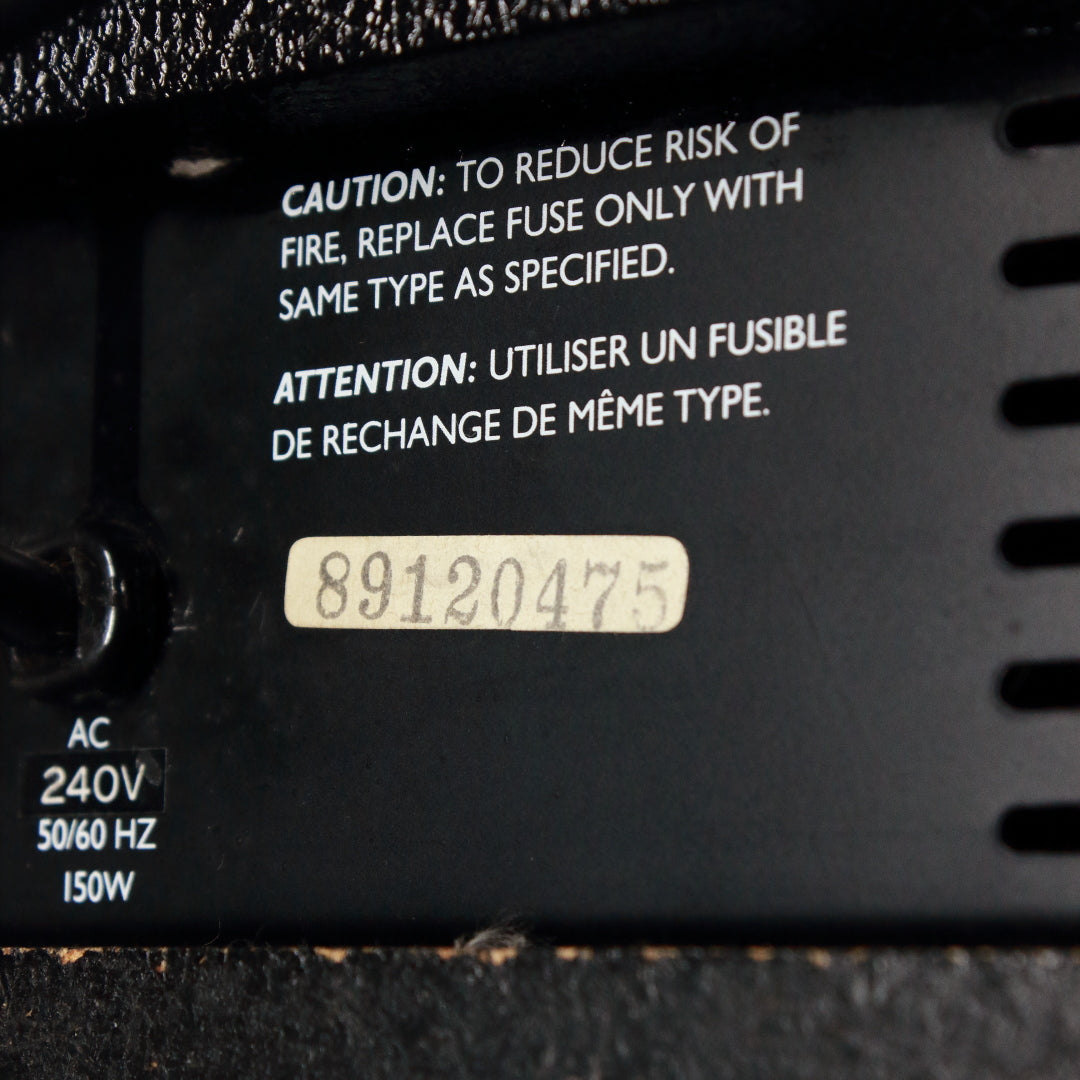 CAUTION: TO REDUCE RISK OF
FIRE, REPLACE FUSE ONLY WITH
SAME TYPE AS SPECIFIED.
ATTENTION: UTILISER UN FUSIBLE
DE RECHANGE DE MÊME TYPE.
89120475
AC
240V
50/60 HZ
150W